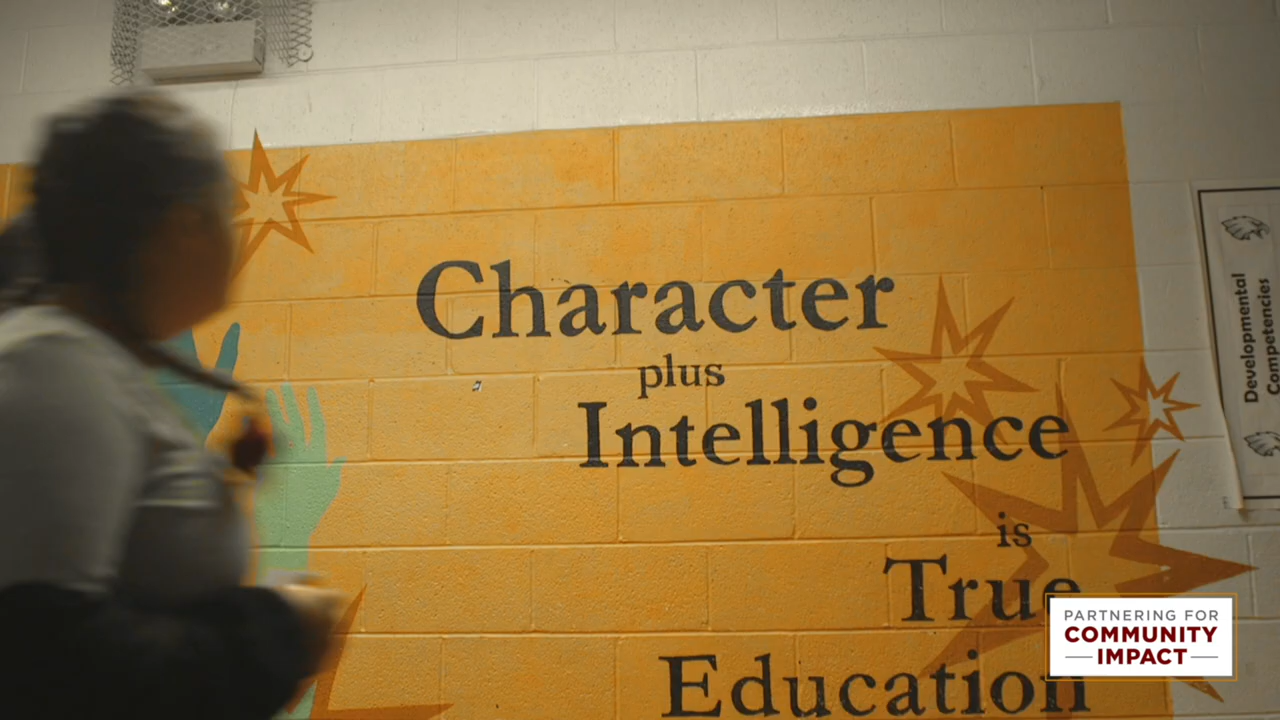 Character
plus
Intelligence
is
True
Education
Developmental
Competencies
PARTNERING FOR
COMMUNITY
IMPACT